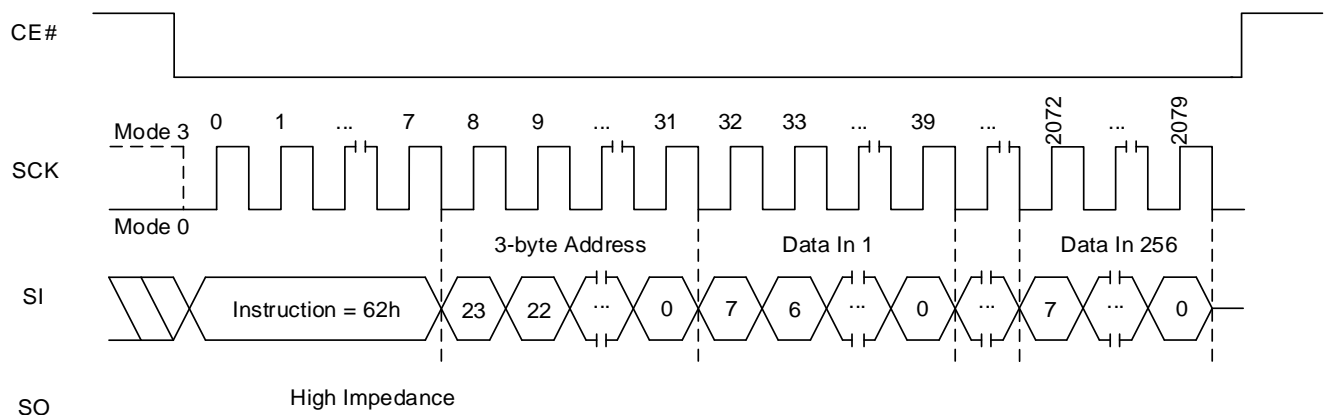 CE#
0 1 ... 7 8 9 ... 31 32 33 ... 39 ... 2072 ... 2079
Mode 3
SCK
Mode 0
3-byte Address Data In 1 Data In 256
SI Instruction = 62h 23 22 ... 0 7 6 ... 0 ... 7 ... 0
High Impedance
SO